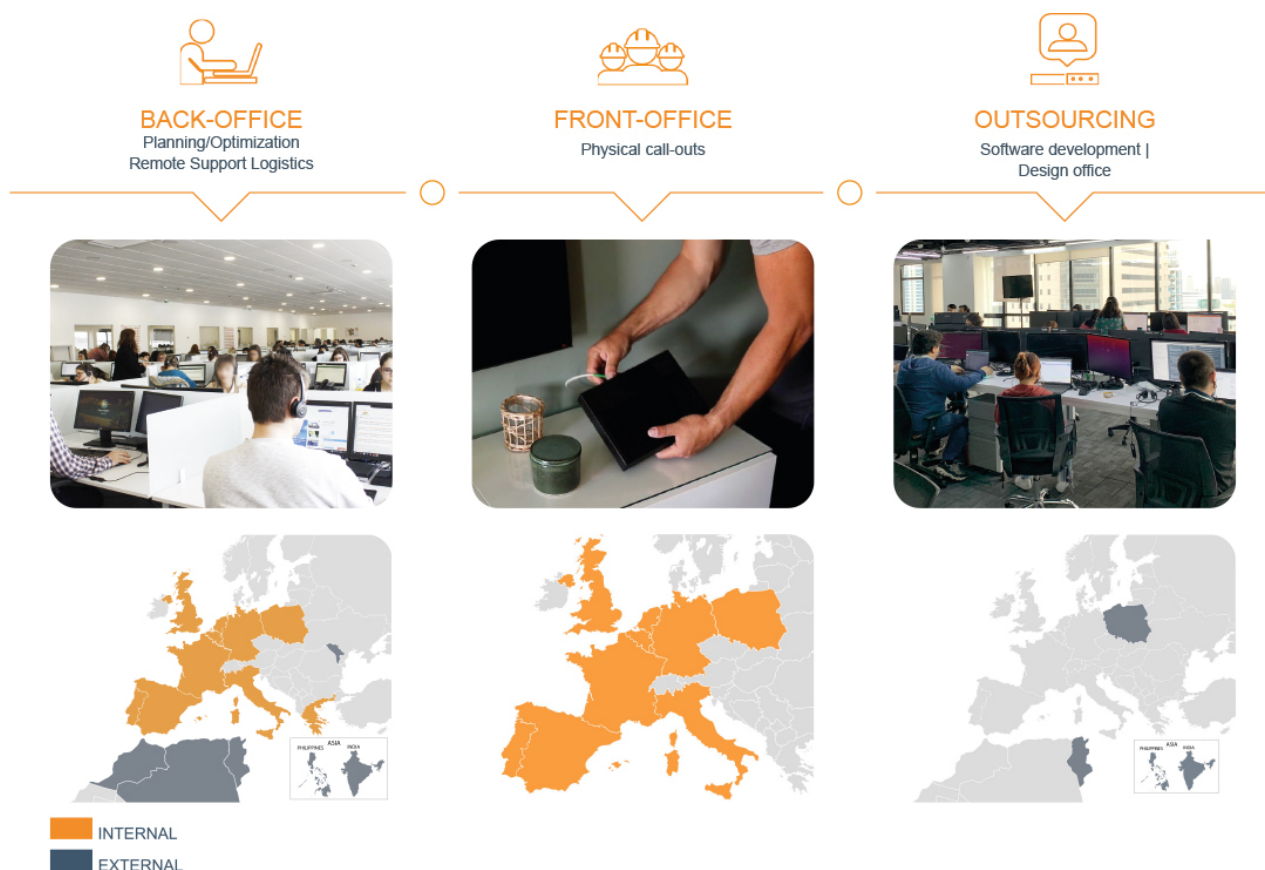 BACK-OFFICE
Planning/Optimization
Remote Support Logistics
FRONT-OFFICE
Physical call-outs
OUTSOURCING
Software development |
Design office
ASIA
PHILIPPINES
INDIA
ASIA
PHILIPPINES
INDIA
INTERNAL
EXTERNAL